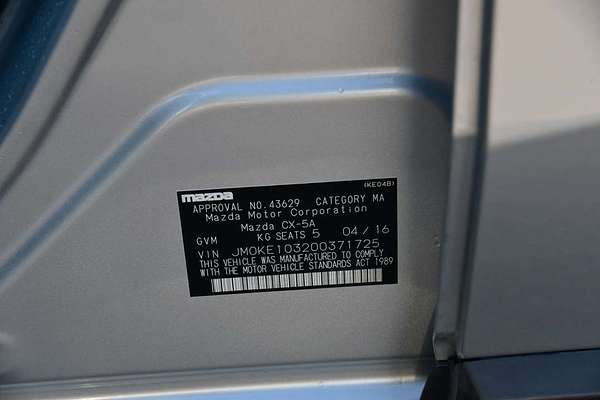 mazda (KE04B)
APPROVAL NO. 43629 CATEGORY MA
Mazda Motor Corporation
Mazda CX-5A
GVM KG SEATS 5 04/16
VIN JM0KE103200371725
THIS VEHICLE WAS MANUFACTURED TO COMPLY
WITH THE MOTOR VEHICLE STANDARDS ACT 1989